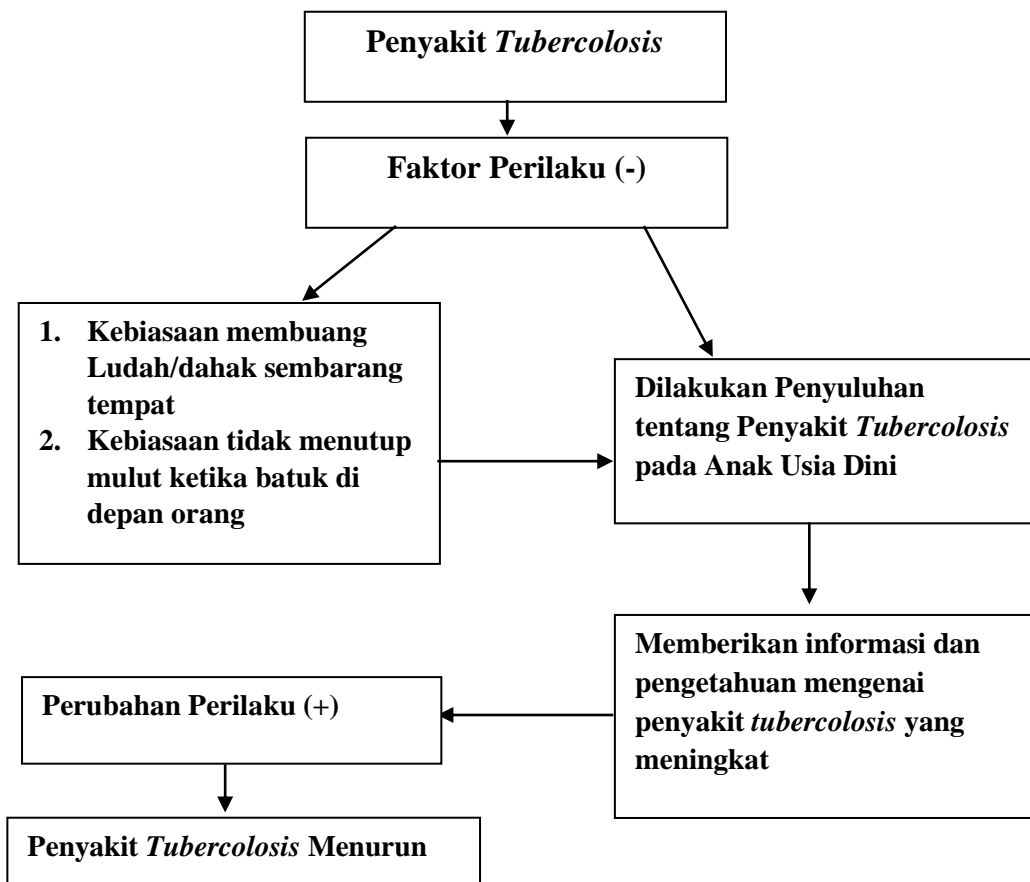 Penyakit Tubercolosis
Faktor Perilaku (-)
1. Kebiasaan membuang
Ludah/dahak sembarang
tempat
2. Kebiasaan tidak menutup
mulut ketika batuk di
depan orang
Dilakukan Penyuluhan
tentang Penyakit Tubercolosis
pada Anak Usia Dini
Memberikan informasi dan
pengetahuan mengenai
penyakit tubercolosis yang
meningkat
Perubahan Perilaku (+)
Penyakit Tubercolosis Menurun